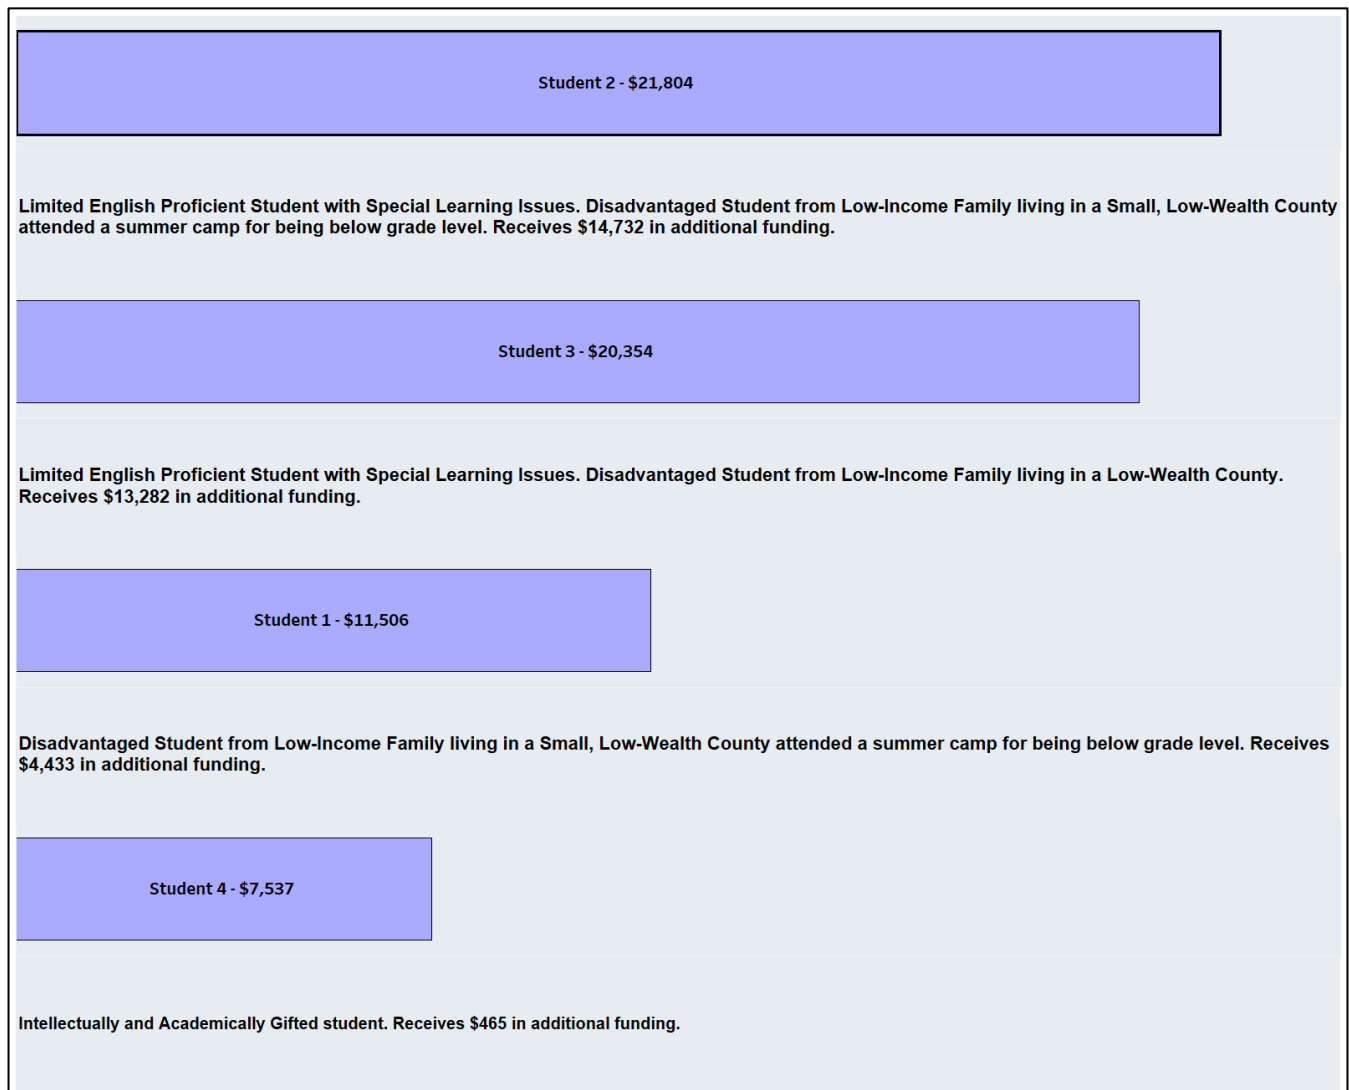 Student 2 - $21,804
Limited English Proficient Student with Special Learning Issues. Disadvantaged Student from Low-Income Family living in a Small, Low-Wealth County
attended a summer camp for being below grade level. Receives $14,732 in additional funding.
Student 3 - $20,354
Limited English Proficient Student with Special Learning Issues. Disadvantaged Student from Low-Income Family living in a Low-Wealth County.
Receives $13,282 in additional funding.
Student 1 - $11,506
Disadvantaged Student from Low-Income Family living in a Small, Low-Wealth County attended a summer camp for being below grade level. Receives
$4,433 in additional funding.
Student 4 - $7,537
Intellectually and Academically Gifted student. Receives $465 in additional funding.